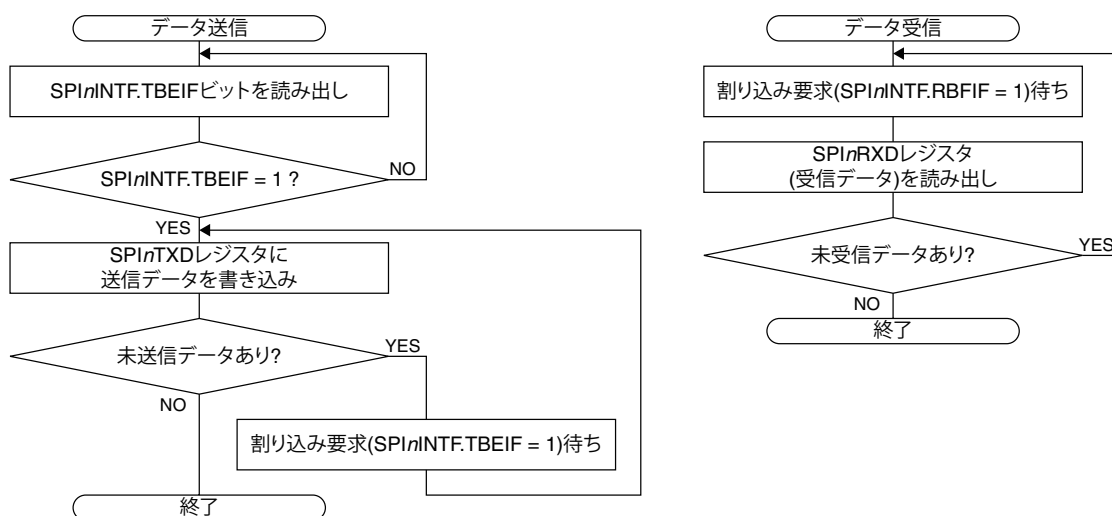 データ送信
SPInINTF.TBEIFビットを読み出し
SPInINTF.TBEIF = 1 ?
NO
YES
SPInTXDレジスタに
送信データを書き込み
未送信データあり?
YES
NO
割り込み要求(SPInINTF.TBEIF = 1)待ち
終了
データ受信
割り込み要求(SPInINTF.RBFIF = 1)待ち
SPInRXDレジスタ
(受信データ)を読み出し
未受信データあり?
YES
NO
終了